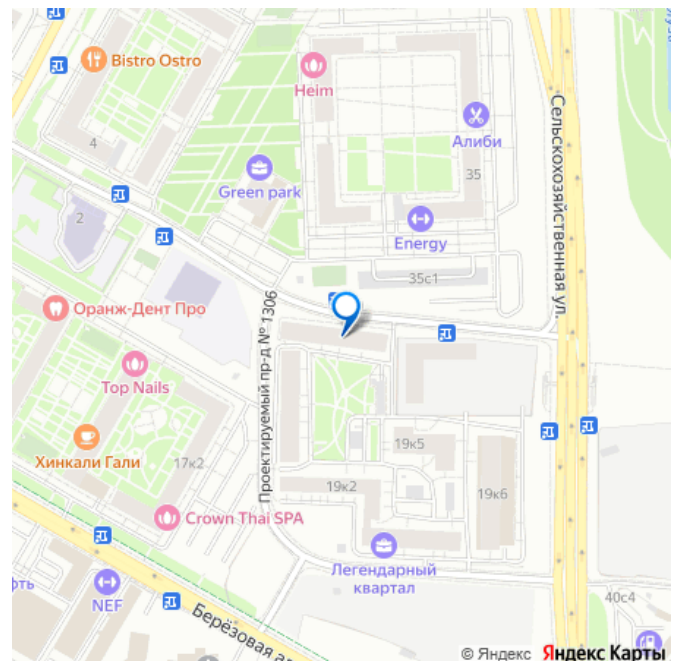 Bistro Ostro
Heim
4
Алиби
35
Green park
Energy
2
Сельскохозяйственная ул.
35с1
Оранж-Дент Про
Проектируемый пр-д № 1306
Top Nails
Хинкали Гали
17к2
19к5
19к2
19к6
Crown Thai SPA
Легендарный
квартал
NEF
40с4
Берёзовая
© Яндекс Яндекс Карты